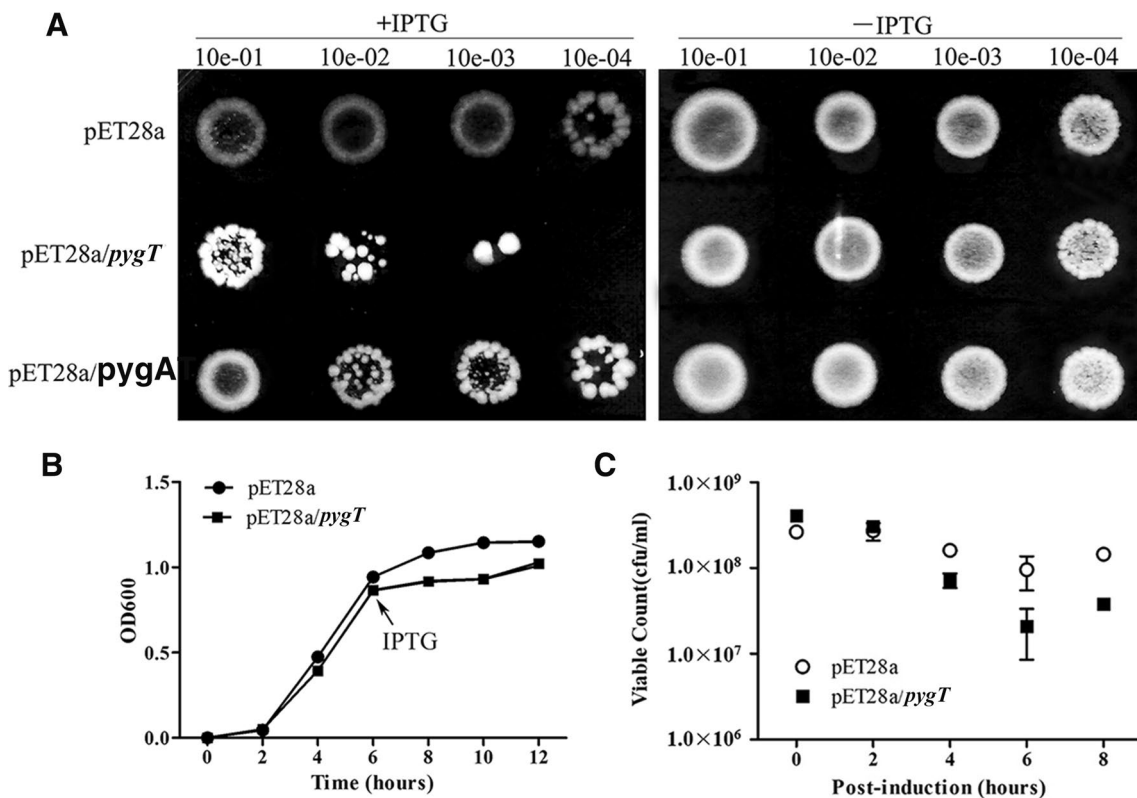 A
+IPTG
−IPTG
10e-01 10e-02 10e-03 10e-04
10e-01 10e-02 10e-03 10e-04
pET28a
pET28a/pygT
pET28a/pygAT
B
1.5
1.0
0.5
0.0
OD600
pET28a
pET28a/pygT
IPTG
0 2 4 6 8 10 12
Time (hours)
C
1.0×10⁹
1.0×10⁸
1.0×10⁷
1.0×10⁶
Viable Count(cfu/ml)
pET28a
pET28a/pygT
0 2 4 6 8
Post-induction (hours)